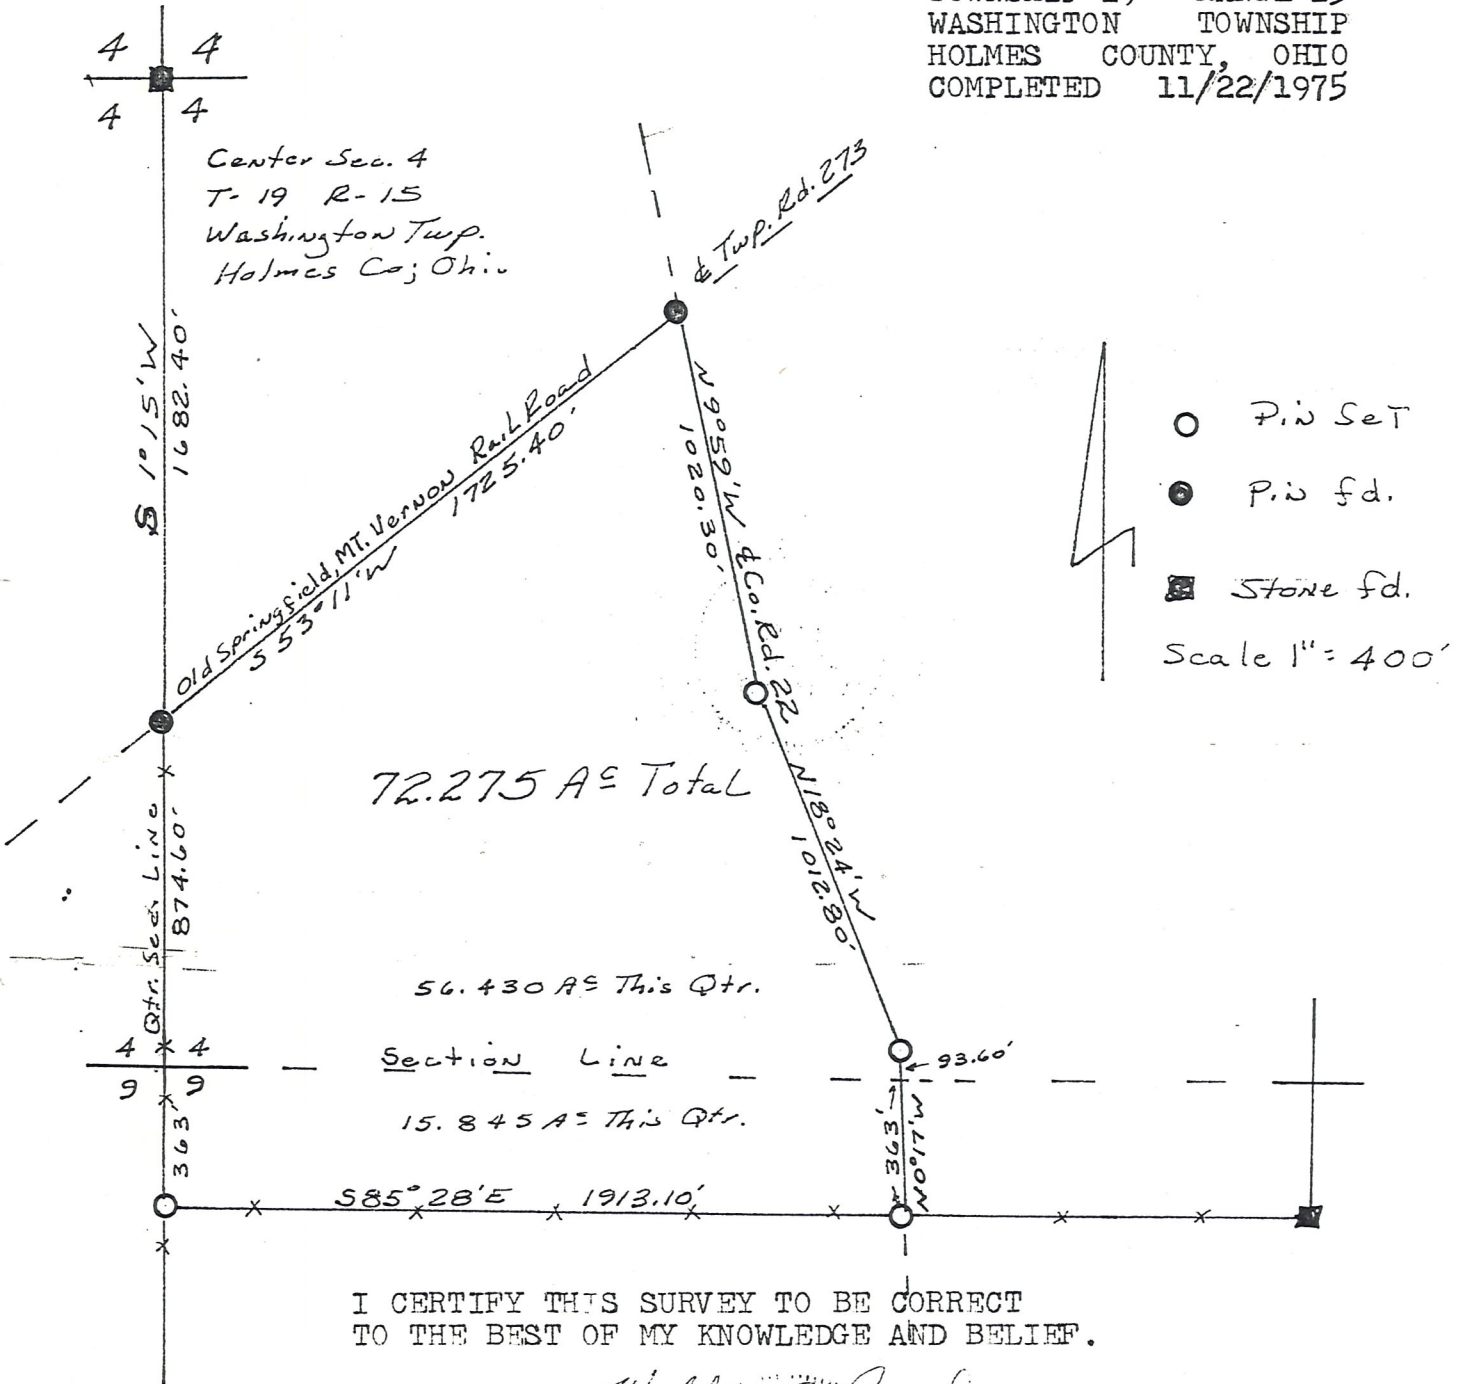 WASHINGTON TOWNSHIP
HOLMES COUNTY, OHIO
COMPLETED 11/22/1975
4 4
4 4
Center Sec. 4
T- 19 R-15
Washington Twp.
Holmes Co; Ohio
℄ Twp. Rd. 273
S 1°15'W
1682.40'
Old Springfield, MT. Vernon Rail Road
S 53°11'W
1725.40'
N 9°59'W ℄ Co. Rd. 22
1020.30'
Pin Set
Pin fd.
Stone fd.
Scale 1" = 400'
72.275 Ac Total
N 18°24'W
1012.80'
Qtr. Sec. Line
874.60'
56.430 Ac This Qtr.
4 4
9 9
Section Line
93.60'
15.845 Ac This Qtr.
363'
363'
N0°17'W
S85°28'E 1913.10'
I CERTIFY THIS SURVEY TO BE CORRECT
TO THE BEST OF MY KNOWLEDGE AND BELIEF.